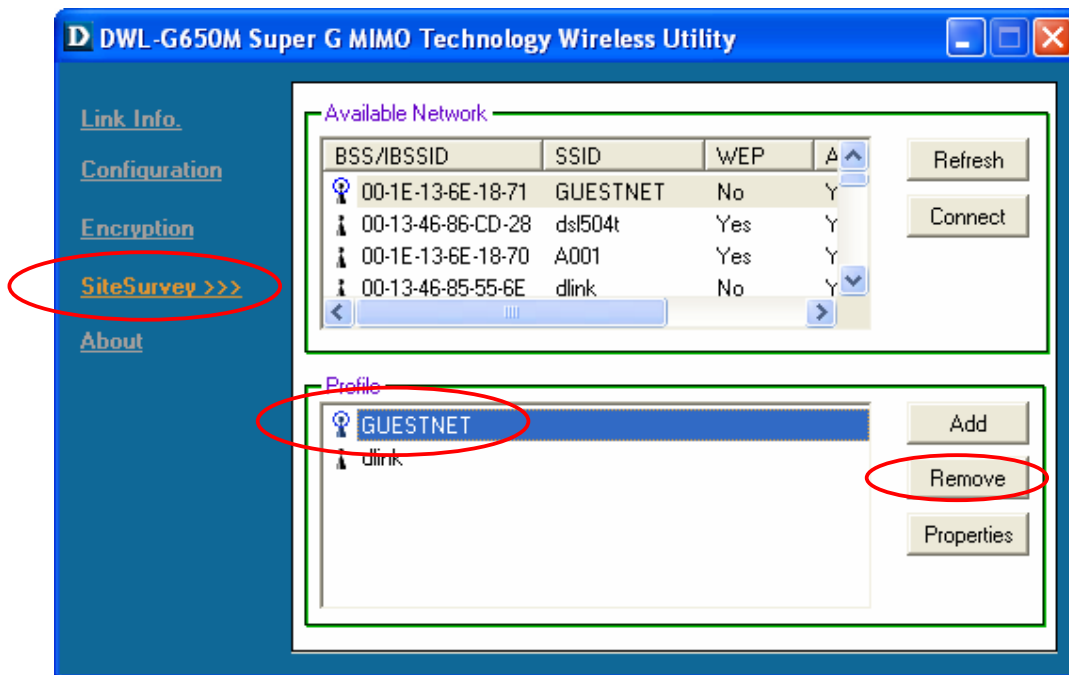 D DWL-G650M Super G MIMO Technology Wireless Utility
Link Info.
Configuration
Encryption
SiteSurvey >>>
About
Available Network
BSS/IBSSID SSID WEP A
00-1E-13-6E-18-71 GUESTNET No Y
00-13-46-86-CD-28 dsl504t Yes Y
00-1E-13-6E-18-70 A001 Yes Y
00-13-46-85-55-6E dlink No Y
Refresh
Connect
Profile
GUESTNET
dlink
Add
Remove
Properties